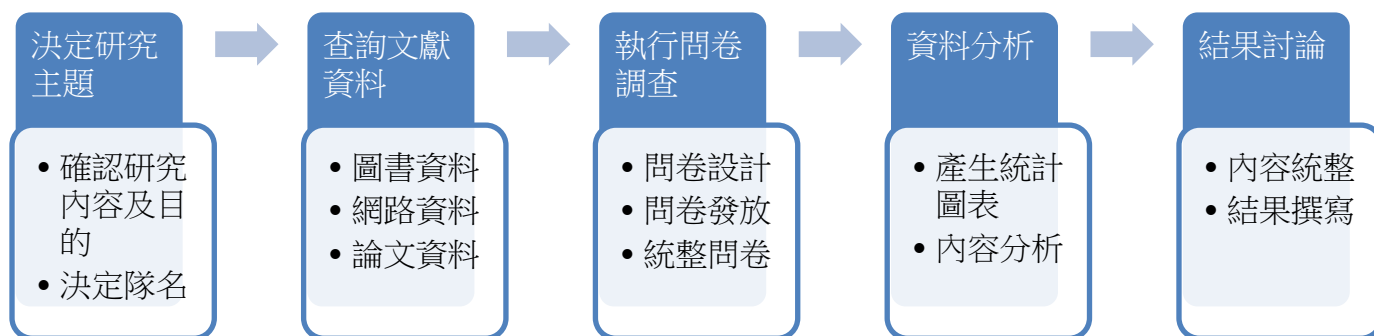 決定研究
主題
• 確認研究
內容及目
的
• 決定隊名
查詢文獻
資料
• 圖書資料
• 網路資料
• 論文資料
執行問卷
調查
• 問卷設計
• 問卷發放
• 統整問卷
資料分析
• 產生統計
圖表
• 內容分析
結果討論
• 內容統整
• 結果撰寫